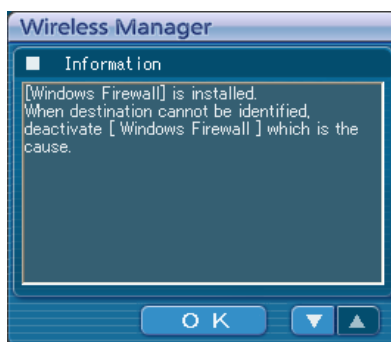 Wireless Manager
Information
[Windows Firewall] is installed.
When destination cannot be identified,
deactivate [ Windows Firewall ] which is the
cause.
OK